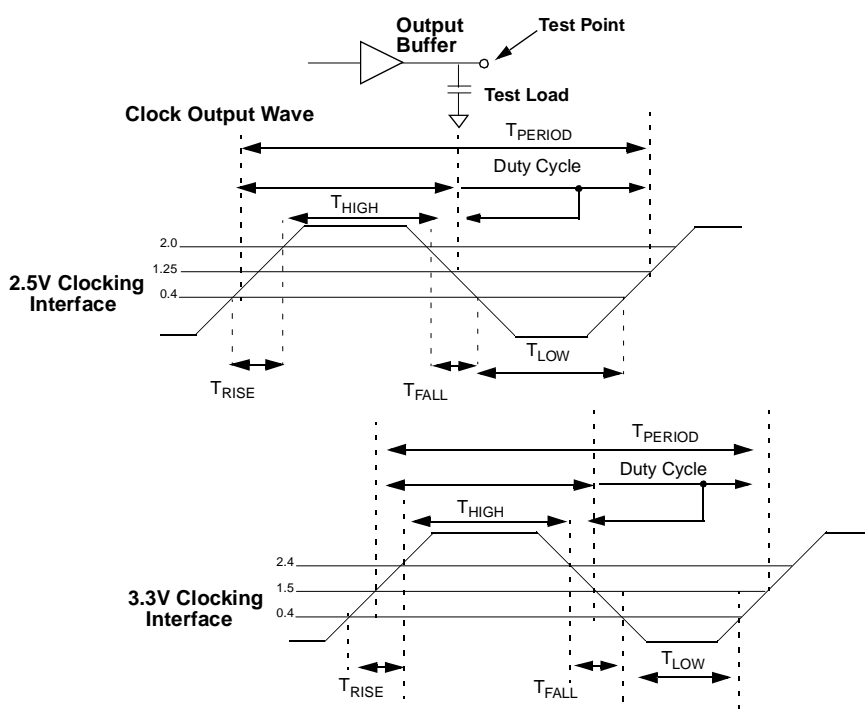 Output
Buffer
Test Point
Test Load
Clock Output Wave
TPERIOD
Duty Cycle
THIGH
2.0
1.25
0.4
2.5V Clocking
Interface
TLOW
TRISE
TFALL
TPERIOD
Duty Cycle
THIGH
2.4
1.5
0.4
3.3V Clocking
Interface
TLOW
TRISE
TFALL